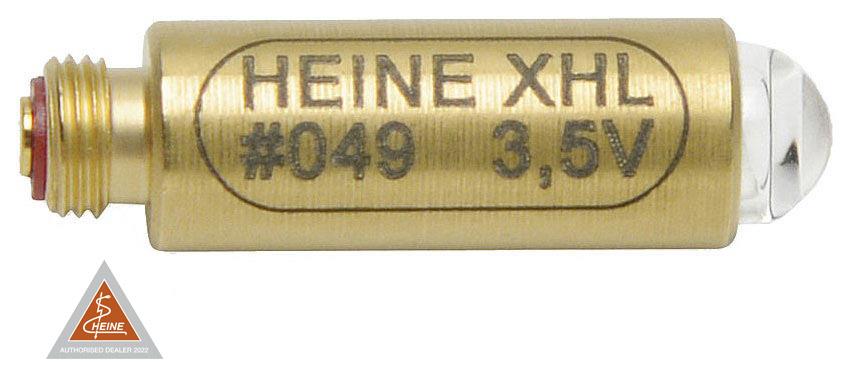 HEINE XHL
#049 3,5V
HEINE
AUTHORISED DEALER 2022